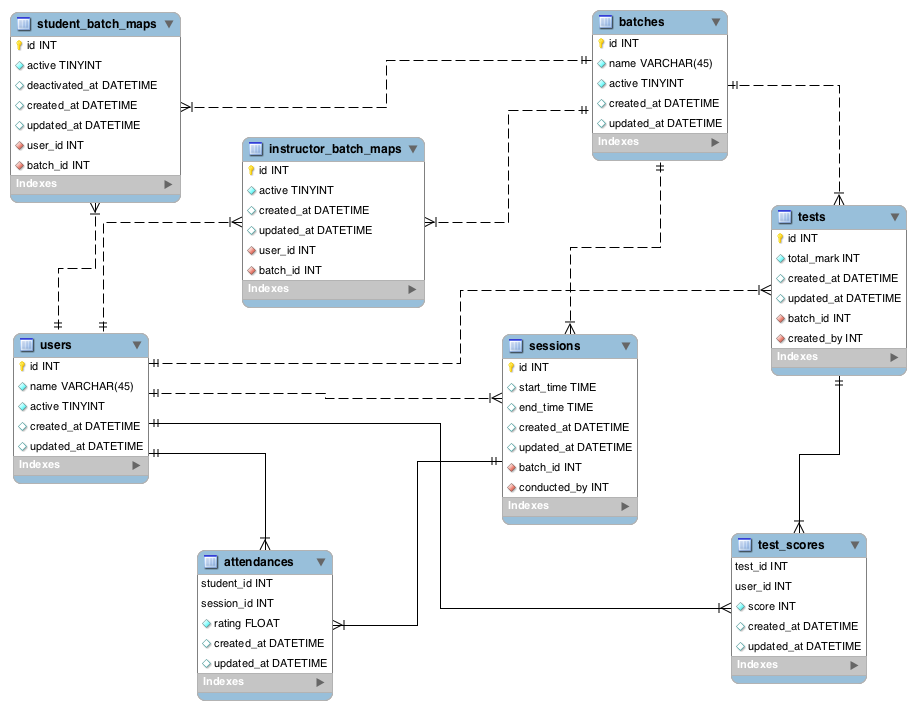 student_batch_maps
id INT
active TINYINT
deactivated_at DATETIME
created_at DATETIME
updated_at DATETIME
user_id INT
batch_id INT
Indexes
batches
id INT
name VARCHAR(45)
active TINYINT
created_at DATETIME
updated_at DATETIME
Indexes
instructor_batch_maps
id INT
active TINYINT
created_at DATETIME
updated_at DATETIME
user_id INT
batch_id INT
Indexes
tests
id INT
total_mark INT
created_at DATETIME
updated_at DATETIME
batch_id INT
created_by INT
Indexes
users
id INT
name VARCHAR(45)
active TINYINT
created_at DATETIME
updated_at DATETIME
Indexes
sessions
id INT
start_time TIME
end_time TIME
created_at DATETIME
updated_at DATETIME
batch_id INT
conducted_by INT
Indexes
attendances
student_id INT
session_id INT
rating FLOAT
created_at DATETIME
updated_at DATETIME
Indexes
test_scores
test_id INT
user_id INT
score INT
created_at DATETIME
updated_at DATETIME
Indexes